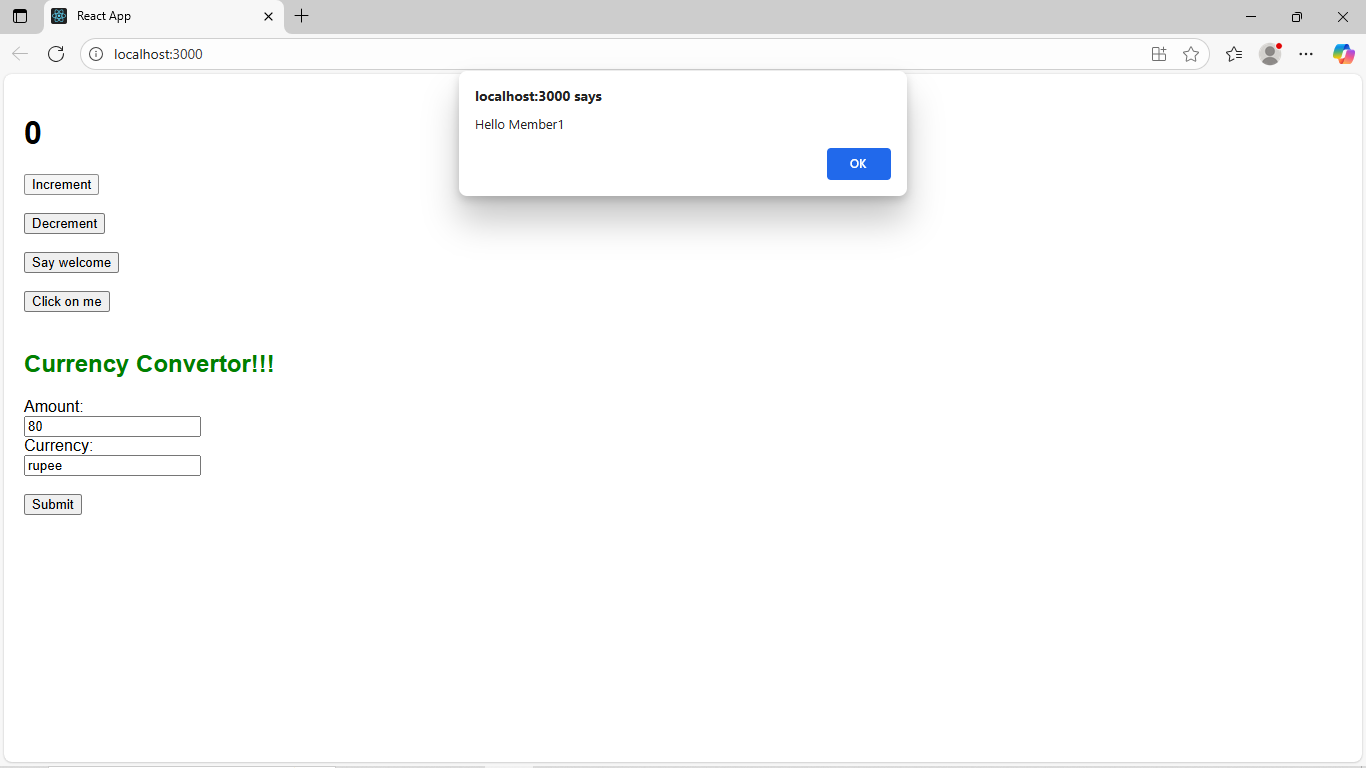 React App
localhost:3000
localhost:3000 says
Hello Member1
OK
0
Increment
Decrement
Say welcome
Click on me
Currency Convertor!!!
Amount:
80
Currency:
rupee
Submit